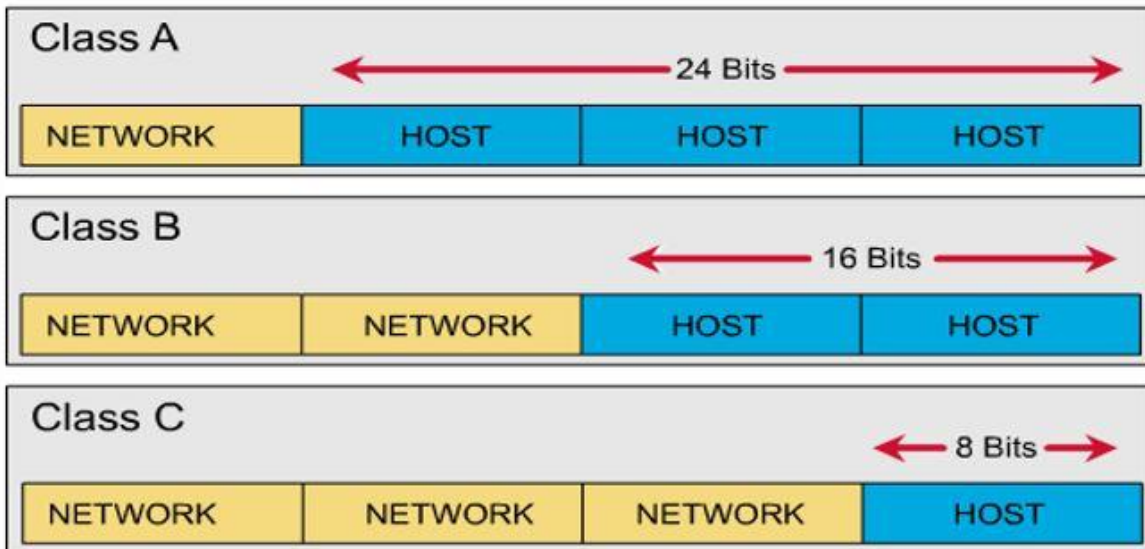 Class A
24 Bits
NETWORK HOST HOST HOST
Class B
16 Bits
NETWORK NETWORK HOST HOST
Class C
8 Bits
NETWORK NETWORK NETWORK HOST